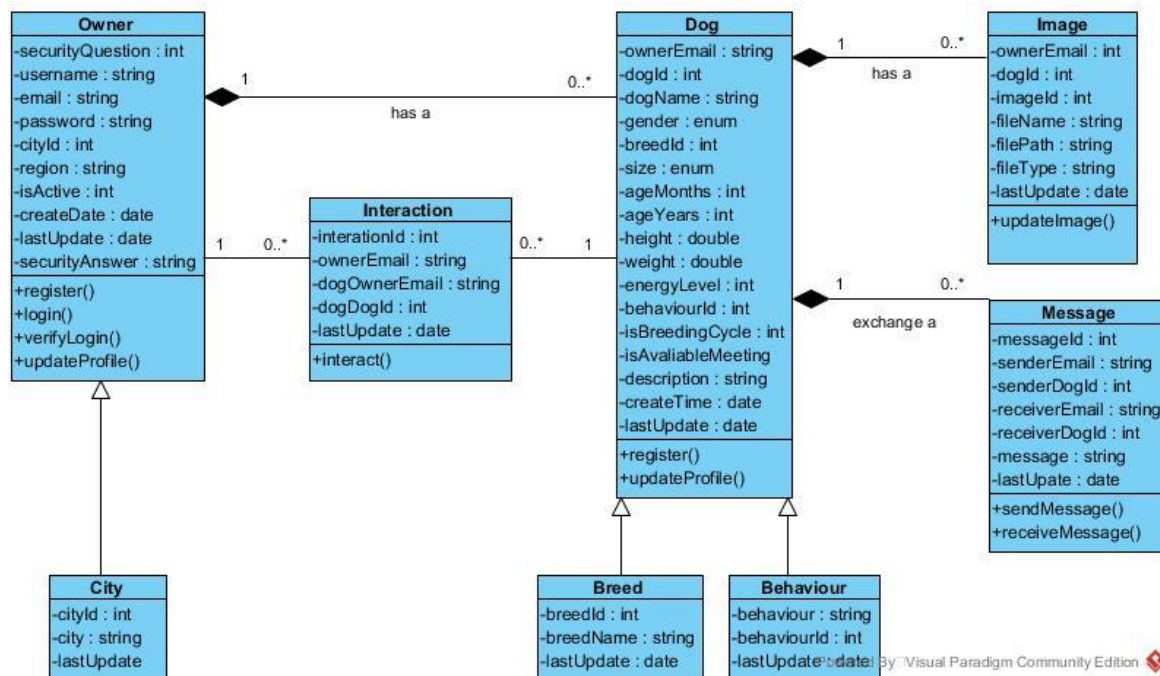 Owner
-securityQuestion : int
-username : string
-email : string
-password : string
-cityId : int
-region : string
-isActive : int
-createDate : date
-lastUpdate : date
-securityAnswer : string
+register()
+login()
+verifyLogin()
+updateProfile()
1
0..*
has a
1
0..*
Interaction
-interationId : int
-ownerEmail : string
-dogOwnerEmail : string
-dogDogId : int
-lastUpdate : date
+interact()
0..*
1
Dog
-ownerEmail : string
-dogId : int
-dogName : string
-gender : enum
-breedId : int
-size : enum
-ageMonths : int
-ageYears : int
-height : double
-weight : double
-energyLevel : int
-behaviourId : int
-isBreedingCycle : int
-isAvaliableMeeting
-description : string
-createTime : date
-lastUpdate : date
+register()
+updateProfile()
1
0..*
has a
Image
-ownerEmail : int
-dogId : int
-imageId : int
-fileName : string
-filePath : string
-fileType : string
-lastUpdate : date
+updateImage()
1
0..*
exchange a
Message
-messageId : int
-senderEmail : string
-senderDogId : int
-receiverEmail : string
-receiverDogId : int
-message : string
-lastUpate : date
+sendMessage()
+receiveMessage()
City
-cityId : int
-city : string
-lastUpdate
Breed
-breedId : int
-breedName : string
-lastUpdate : date
Behaviour
-behaviour : string
-behaviourId : int
-lastUpdate : date
Powered By Visual Paradigm Community Edition